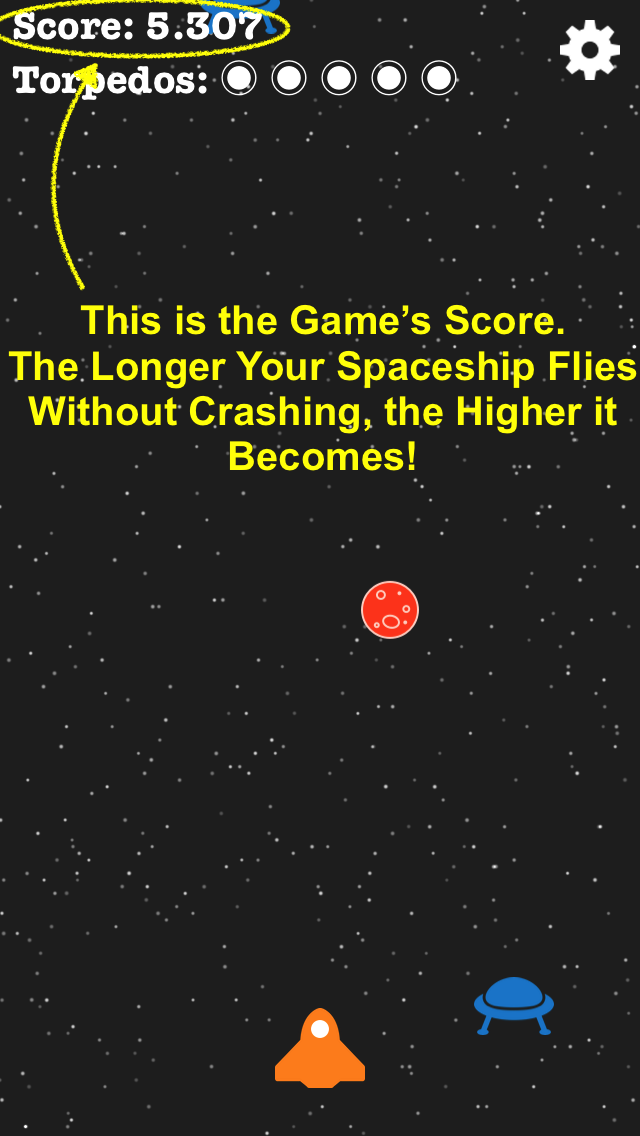 Score: 5.307
Torpedos:
This is the Game’s Score.
The Longer Your Spaceship Flies
Without Crashing, the Higher it
Becomes!